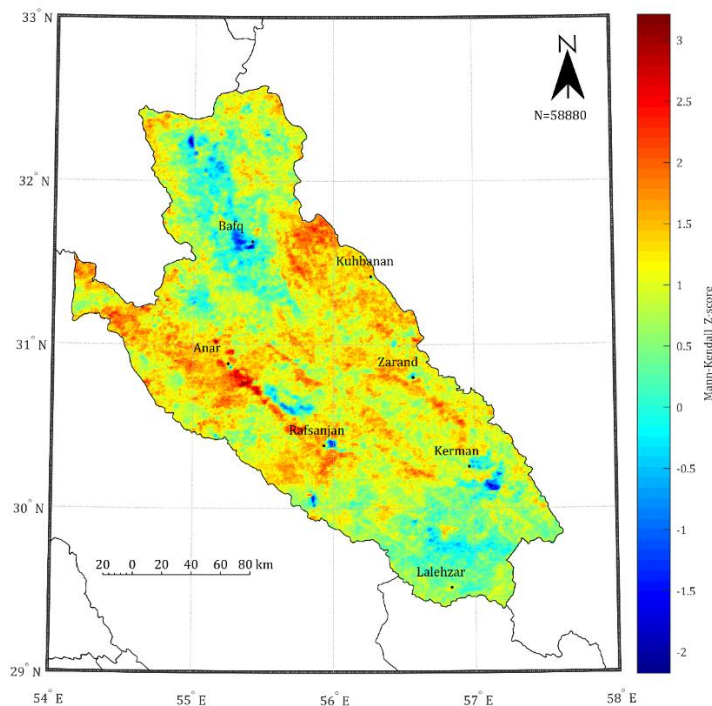 33° N
32° N
31° N
30° N
29° N
54° E
55° E
56° E
57° E
58° E
N
N=58880
Bafq
Kuhbanan
Anar
Zarand
Rafsanjan
Kerman
Lalehzar
20 0 20 40 60 80 km
3
2.5
2
1.5
1
0.5
0
-0.5
-1
-1.5
-2
Mann-Kendall Z-score